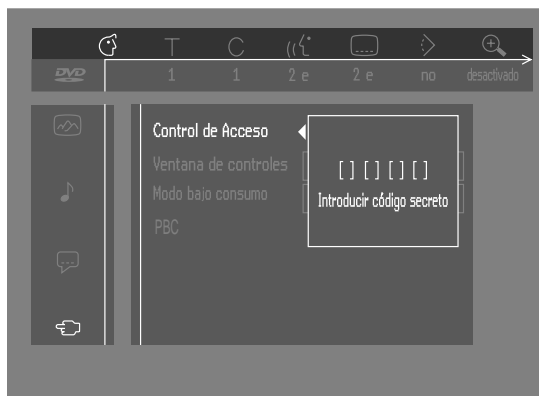 T C
DVD 1 1 2 e 2 e no desactivado
Control de Acceso
Ventana de controles
Modo bajo consumo
PBC
[ ] [ ] [ ] [ ]
Introducir código secreto